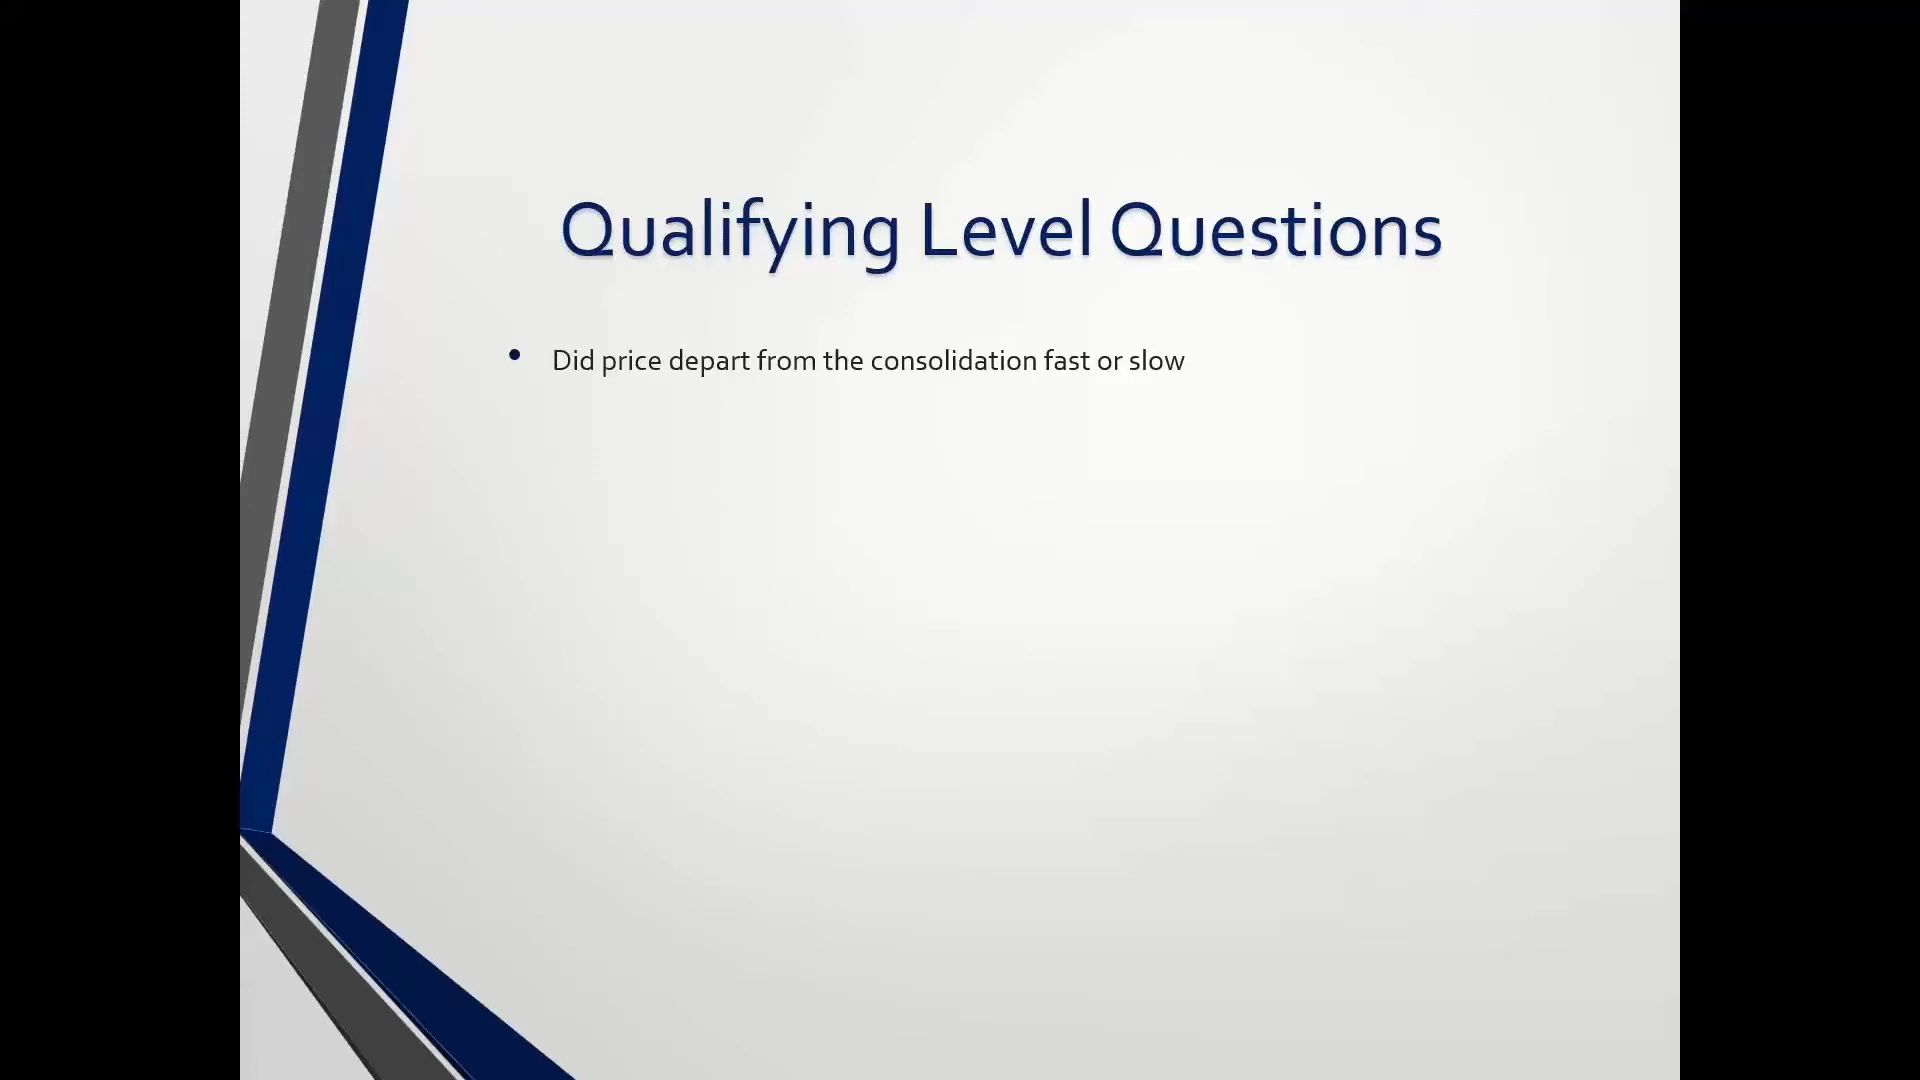 Qualifying Level Questions
• Did price depart from the consolidation fast or slow